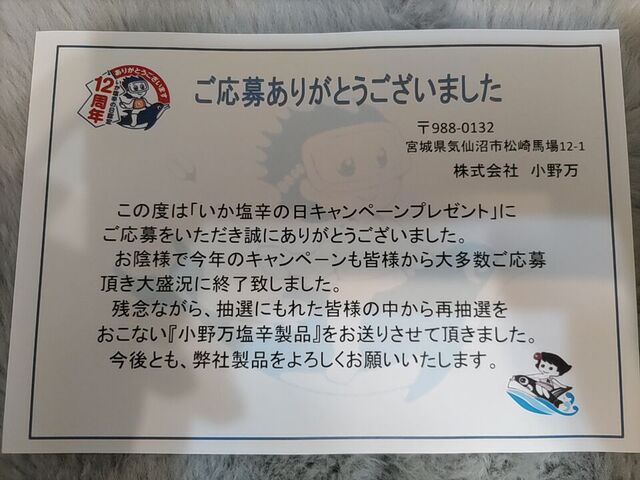 ありがとうございます
12
周年
ご応募ありがとうございました
〒988-0132
宮城県気仙沼市松崎馬場12-1
株式会社 小野万
この度は「いか塩辛の日キャンペーンプレゼント」に
ご応募をいただき誠にありがとうございました。
お陰様で今年のキャンペーンも皆様から大多数ご応募
頂き大盛況に終了致しました。
残念ながら、抽選にもれた皆様の中から再抽選を
おこない『小野万塩辛製品』をお送りさせて頂きました。
今後とも、弊社製品をよろしくお願いいたします。